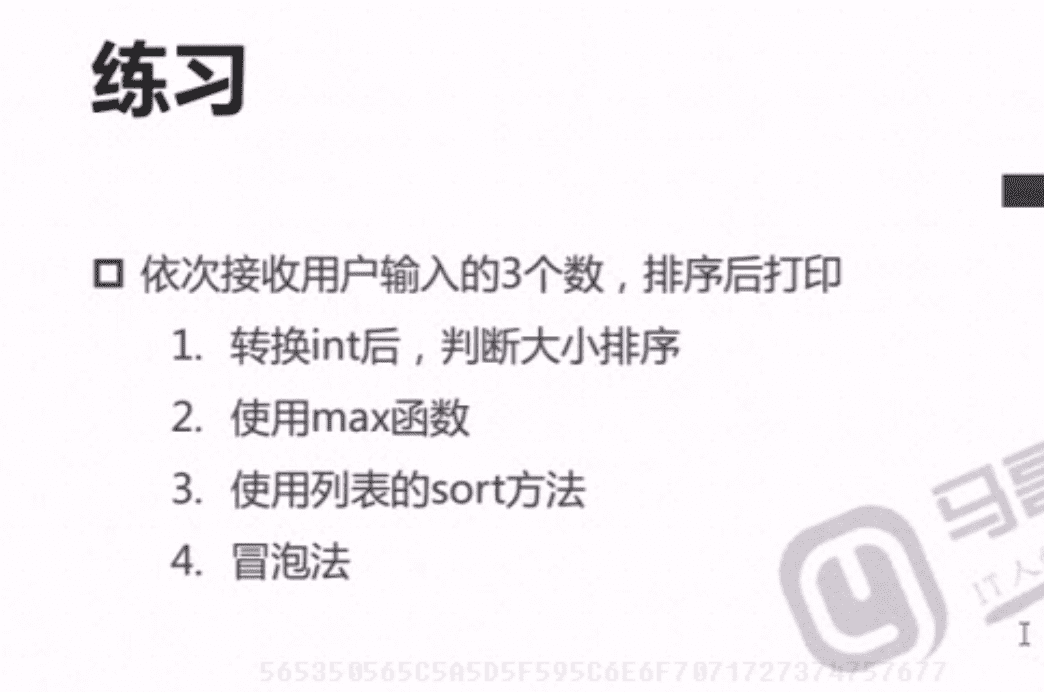 练习
依次接收用户输入的3个数，排序后打印
1. 转换int后，判断大小排序
2. 使用max函数
3. 使用列表的sort方法
4. 冒泡法
马哥
IT人
565350565C5A5D5F595C6E6F7071727374757677